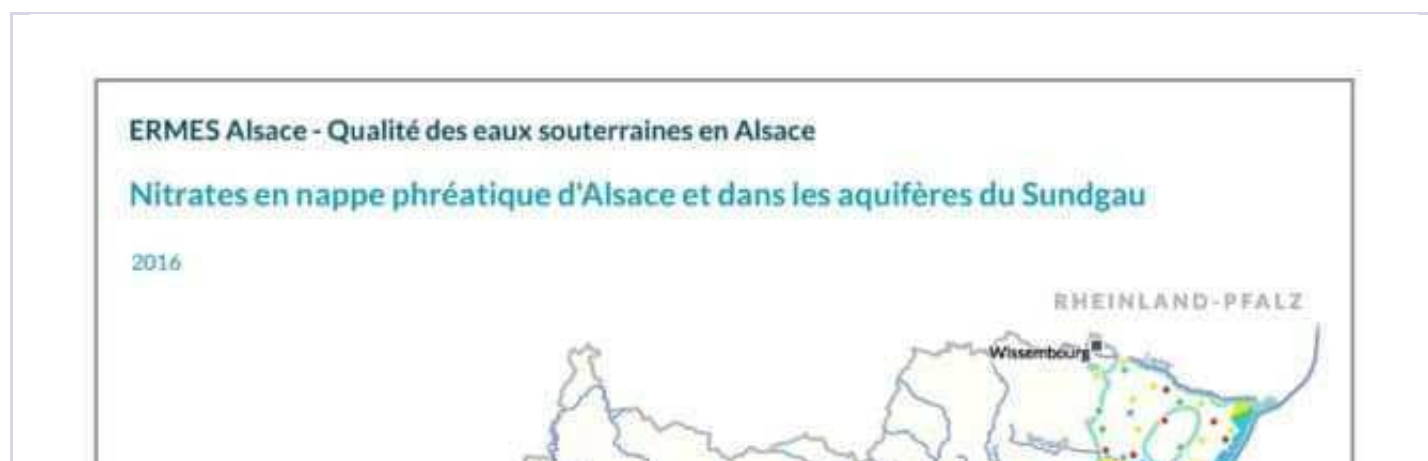 ERMES Alsace - Qualité des eaux souterraines en Alsace
Nitrates en nappe phréatique d'Alsace et dans les aquifères du Sundgau
2016
RHEINLAND-PFALZ
Wissembourg